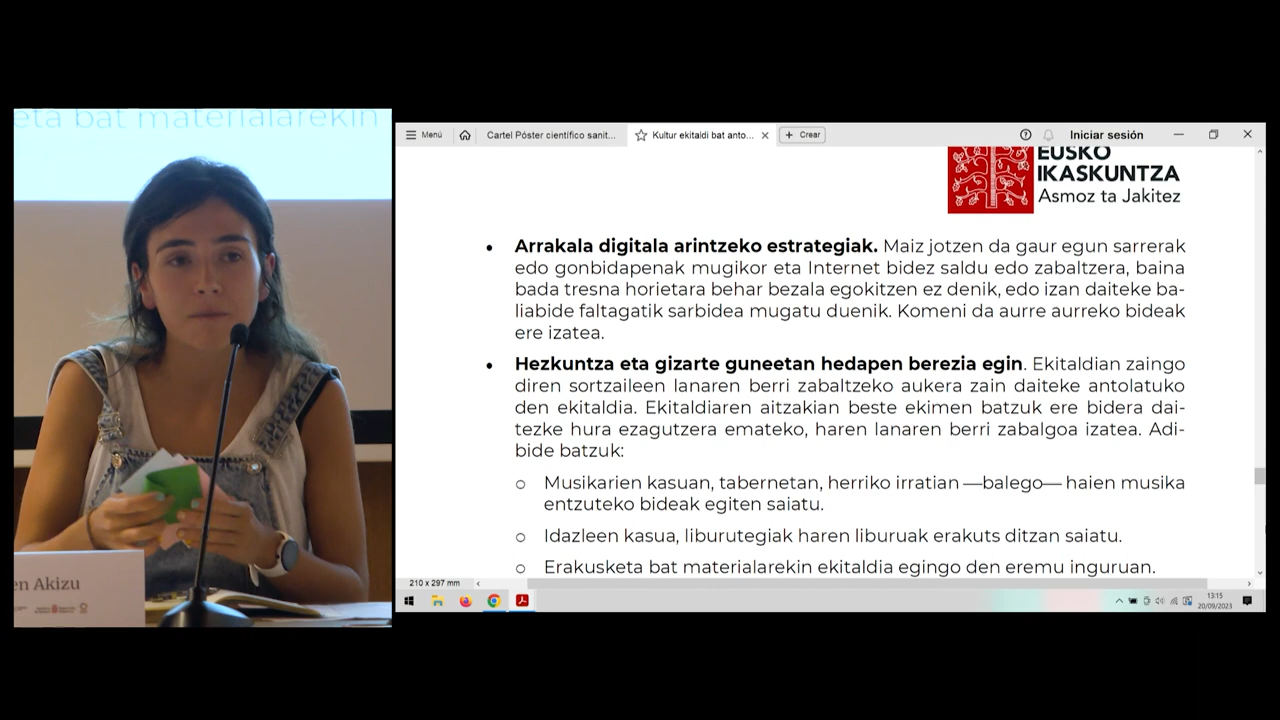 eta bat materialarekin
en Akizu
Menú
Cartel Póster científico sanit...
Kultur ekitaldi bat anto...
Crear
Iniciar sesión
EUSKO
IKASKUNTZA
Asmoz ta Jakitez
• Arrakala digitala arintzeko estrategiak. Maiz jotzen da gaur egun sarrerak
edo gonbidapenak mugikor eta Internet bidez saldu edo zabaltzera, baina
bada tresna horietara behar bezala egokitzen ez denik, edo izan daiteke ba-
liabide faltagatik sarbidea mugatu duenik. Komeni da aurre aurreko bideak
ere izatea.
• Hezkuntza eta gizarte guneetan hedapen berezia egin. Ekitaldian zaingo
diren sortzaileen lanaren berri zabaltzeko aukera zain daiteke antolatuko
den ekitaldia. Ekitaldiaren aitzakian beste ekimen batzuk ere bidera dai-
tezke hura ezagutzera emateko, haren lanaren berri zabalgoa izatea. Adi-
bide batzuk:
○ Musikarien kasuan, tabernetan, herriko irratian —balego— haien musika
entzuteko bideak egiten saiatu.
○ Idazleen kasua, liburutegiak haren liburuak erakuts ditzan saiatu.
○ Erakusketa bat materialarekin ekitaldia egingo den eremu inguruan.
210 x 297 mm
13:15
20/09/2023